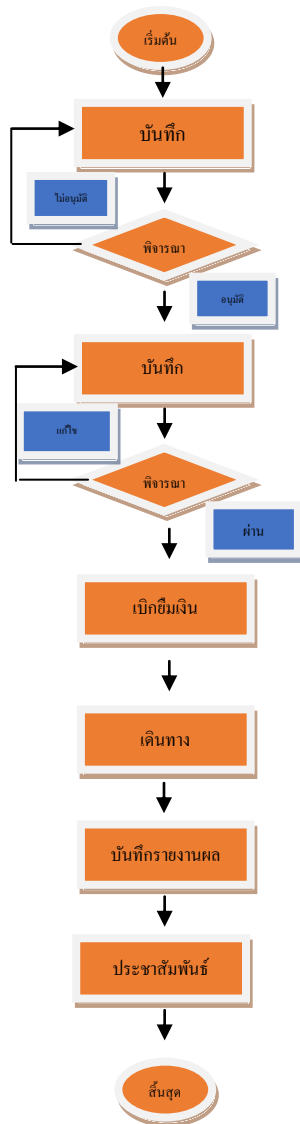 เริ่มต้น
บันทึก
ไม่อนุมัติ
พิจารณา
อนุมัติ
บันทึก
แก้ไข
พิจารณา
ผ่าน
เบิกยืมเงิน
เดินทาง
บันทึกรายงานผล
ประชาสัมพันธ์
สิ้นสุด